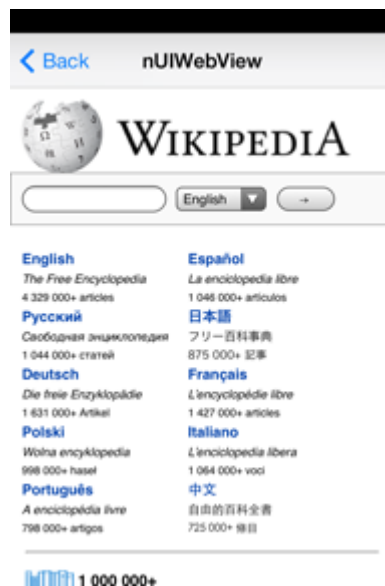 Back
nUIWebView
WIKIPEDIA
English
→
English
The Free Encyclopedia
4 329 000+ articles
Español
La enciclopedia libre
1 046 000+ artículos
Русский
Свободная энциклопедия
1 044 000+ статей
日本語
フリー百科事典
875 000+ 記事
Deutsch
Die freie Enzyklopädie
1 631 000+ Artikel
Français
L'encyclopédie libre
1 427 000+ articles
Polski
Wolna encyklopedia
998 000+ haseł
Italiano
L'enciclopedia libera
1 064 000+ voci
Português
A enciclopédia livre
798 000+ artigos
中文
自由的百科全書
725 000+ 條目
1 000 000+